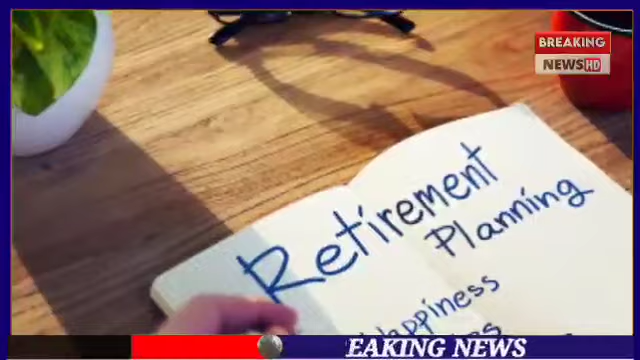 BREAKING
NEWS HD
Retirement
Planning
Happiness
EAKING NEWS